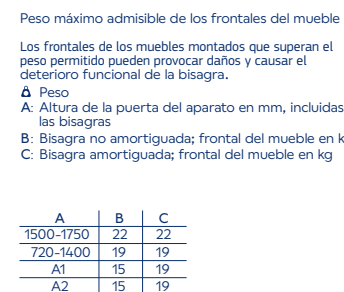 Peso máximo admisible de los frontales del mueble
Los frontales de los muebles montados que superan el
peso permitido pueden provocar daños y causar el
deterioro funcional de la bisagra.
Peso
A: Altura de la puerta del aparato en mm, incluidas
las bisagras
B: Bisagra no amortiguada; frontal del mueble en k
C: Bisagra amortiguada; frontal del mueble en kg
A B C
1500-1750 22 22
720-1400 19 19
A1 15 19
A2 15 19